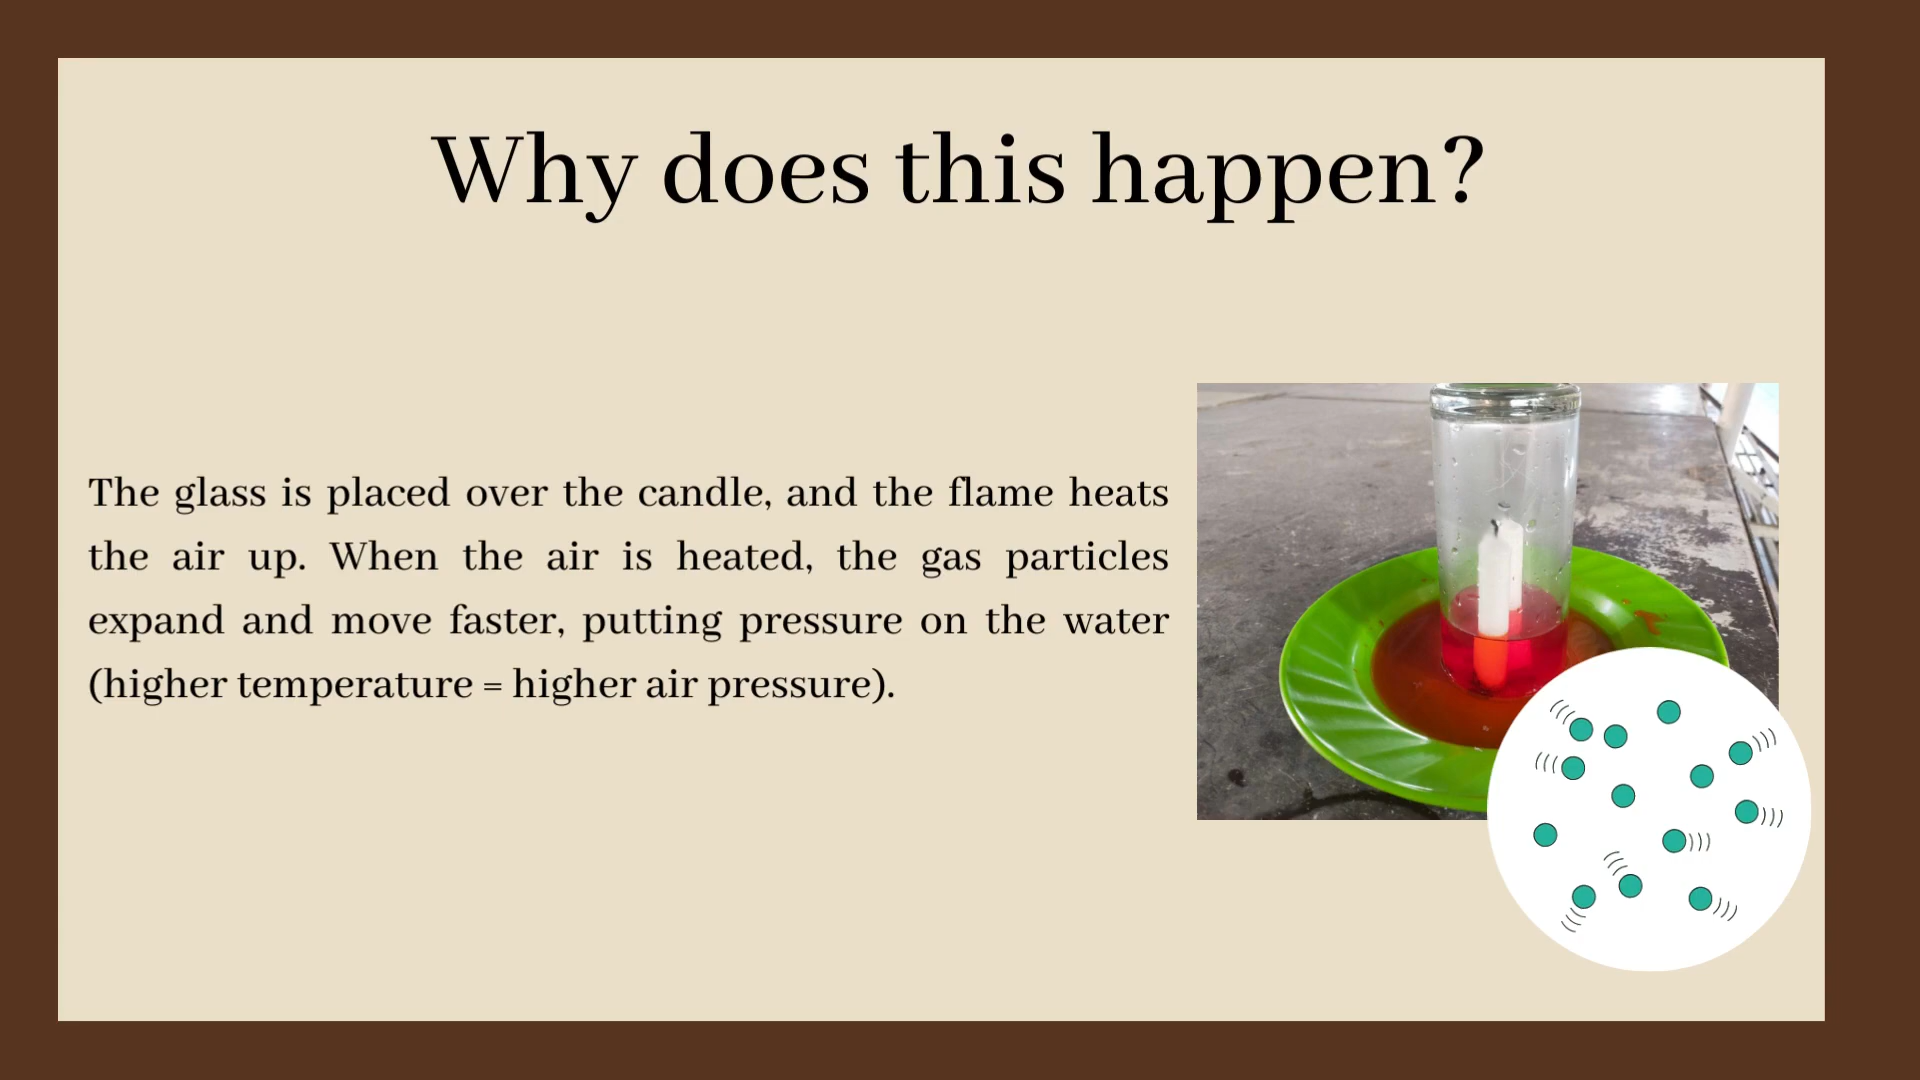 Why does this happen?
The glass is placed over the candle, and the flame heats
the air up. When the air is heated, the gas particles
expand and move faster, putting pressure on the water
(higher temperature = higher air pressure).